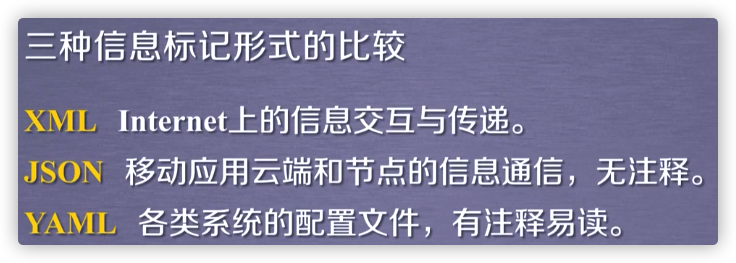 三种信息标记形式的比较
XML Internet上的信息交互与传递。
JSON 移动应用云端和节点的信息通信，无注释。
YAML 各类系统的配置文件，有注释易读。